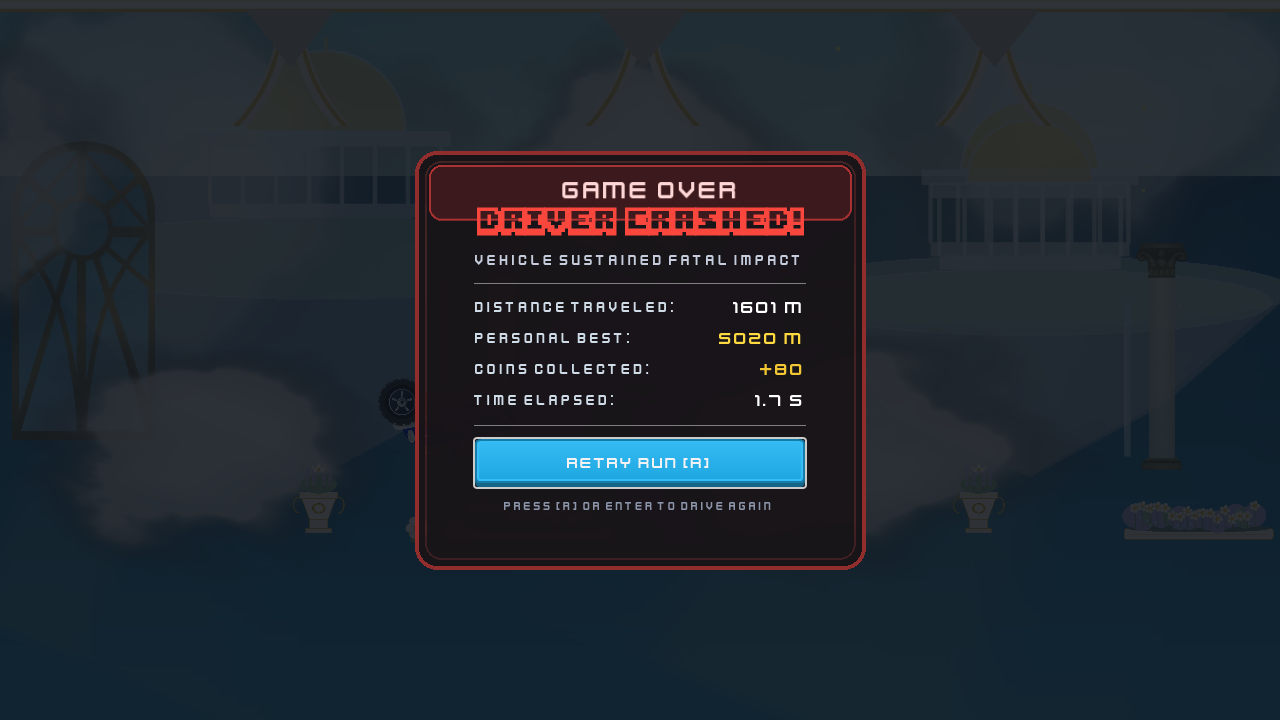 GAME OVER
DRIVER CRASHED!
VEHICLE SUSTAINED FATAL IMPACT
DISTANCE TRAVELED: 1601 M
PERSONAL BEST: 5020 M
COINS COLLECTED: +80
TIME ELAPSED: 1.7 S
RETRY RUN [R]
PRESS [R] OR ENTER TO DRIVE AGAIN